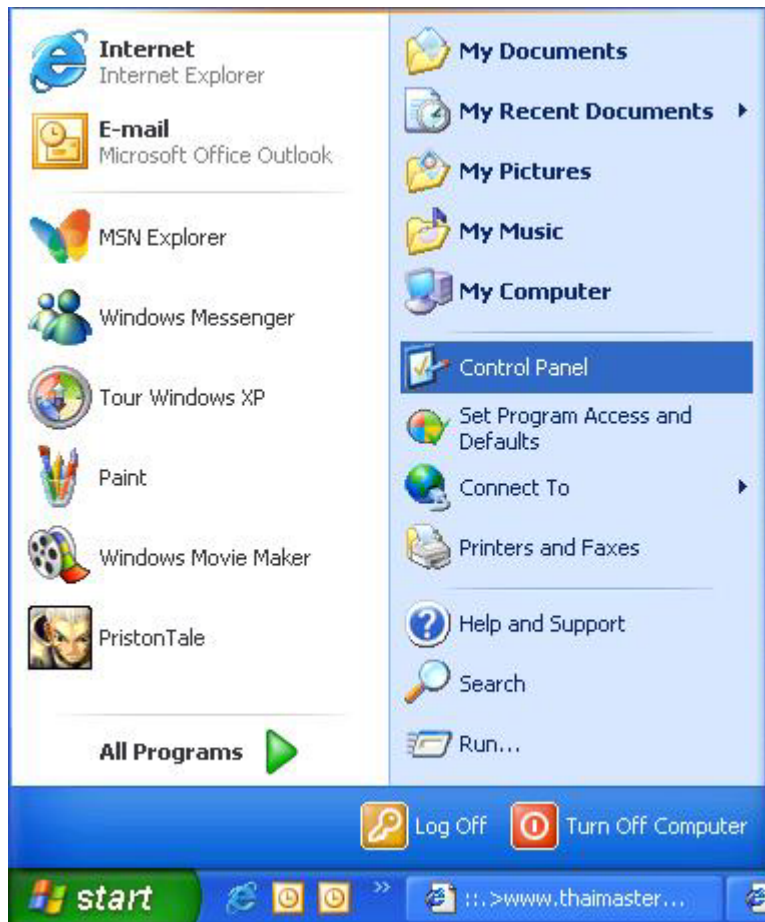 Internet
Internet Explorer
E-mail
Microsoft Office Outlook
MSN Explorer
Windows Messenger
Tour Windows XP
Paint
Windows Movie Maker
PristonTale
All Programs
My Documents
My Recent Documents
My Pictures
My Music
My Computer
Control Panel
Set Program Access and
Defaults
Connect To
Printers and Faxes
Help and Support
Search
Run...
Log Off
Turn Off Computer
start
::.>www.thaimaster...